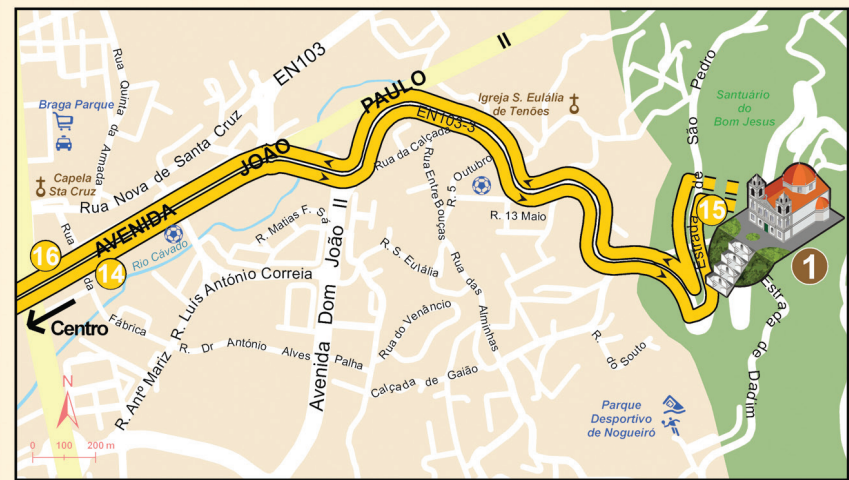 II
EN103
PAULO
Braga Parque
Rua Quinta da Armada
Igreja S. Eulália
de Tenões
EN103-3
Estrada de São Pedro
Santuário
do
Bom Jesus
Capela
Sta Cruz
Rua Nova de Santa Cruz
JOÃO
Rua da Calçada
Rua Entre Bouças
R. 5 Outubro
R. 13 Maio
15
1
16
14
AVENIDA
Rua da Fábrica
Rio Cávado
R. Matias F. Sá
R. S. Eulália
Rua das Alminhas
R. Luís António Correia
Avenida Dom João II
Centro
R. Antº Mariz
R. Dr António Alves Palha
Rua do Venâncio
Calçada de Gaião
R. do Souto
Estrada de Dadim
Parque
Desportivo
de Nogueiró
N
0 100 200 m